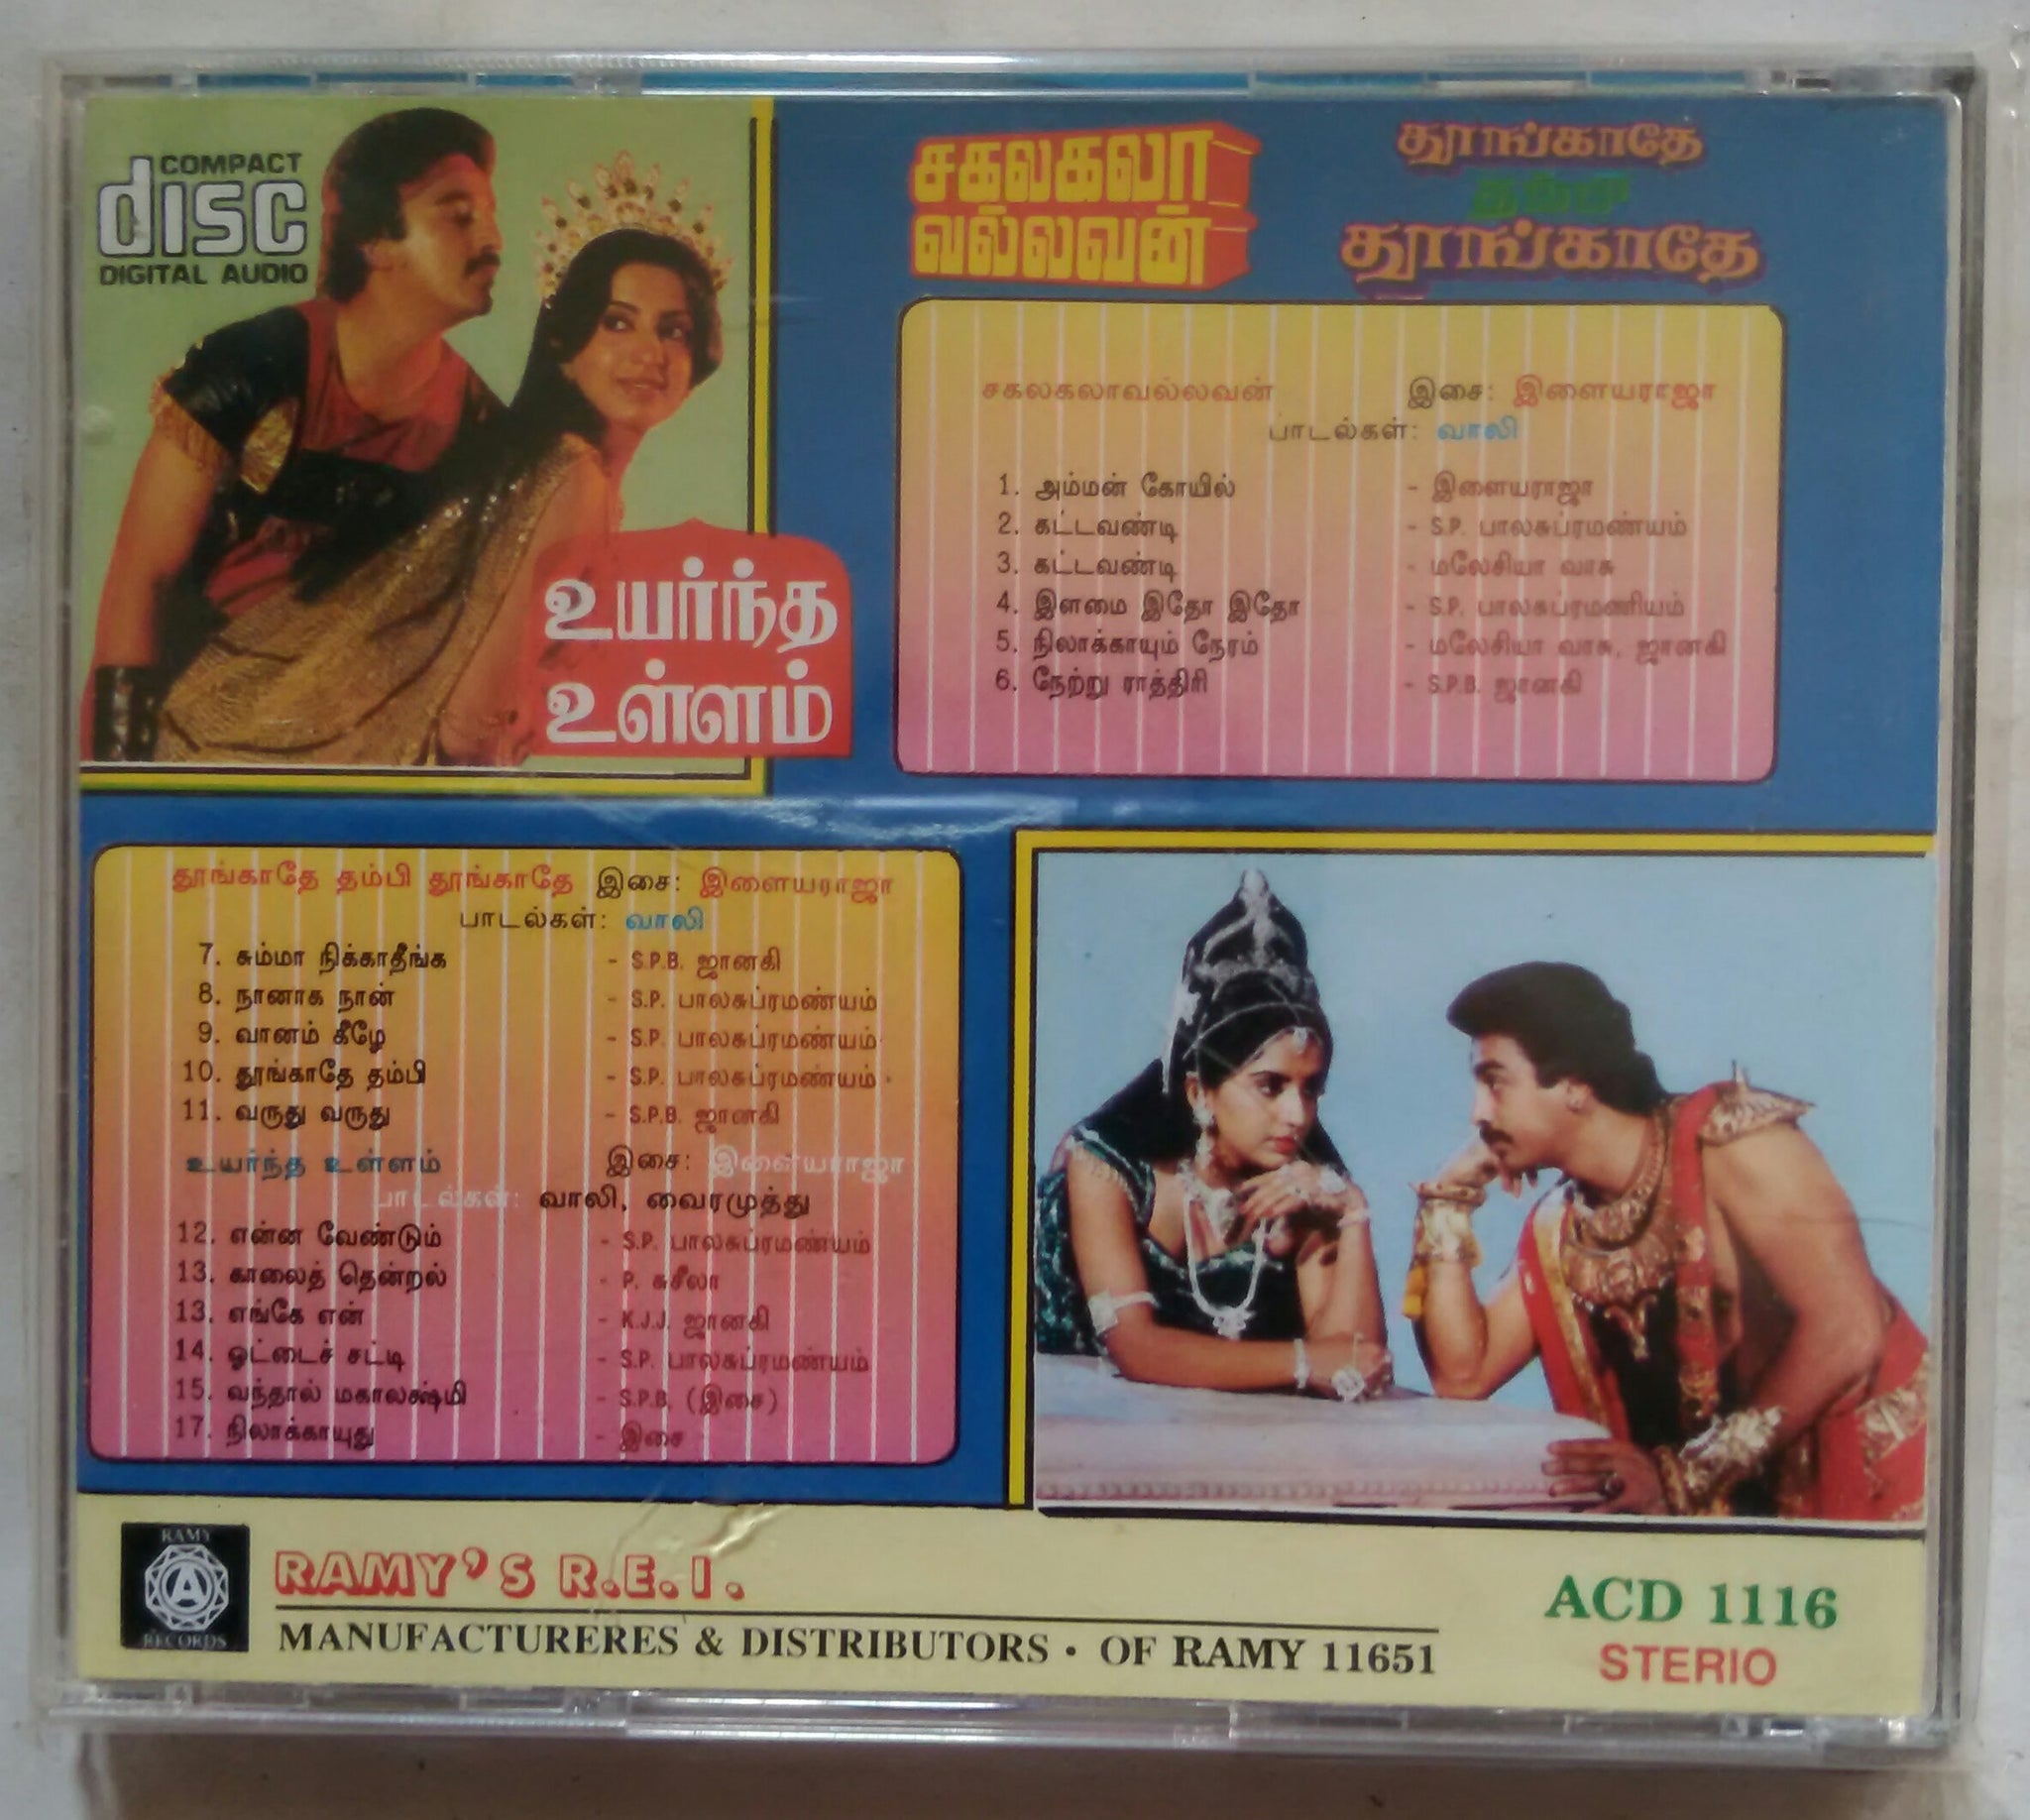 COMPACT
disc
DIGITAL AUDIO
உயர்ந்த
உள்ளம்
சகலகலா
வல்லவன்
தூங்காதே
தம்பி
தூங்காதே
சகலகலாவல்லவன் இசை: இளையராஜா
பாடல்கள்: வாலி
1. அம்மன் கோயில் - இளையராஜா
2. கட்டவண்டி - S.P. பாலசுப்ரமண்யம்
3. கட்டவண்டி - மலேசியா வாசு
4. இளமை இதோ இதோ - S.P. பாலசுப்ரமணியம்
5. நிலாக்காயும் நேரம் - மலேசியா வாசு, ஜானகி
6. நேற்று ராத்திரி - S.P.B. ஜானகி
தூங்காதே தம்பி தூங்காதே இசை: இளையராஜா
பாடல்கள்: வாலி
7. சும்மா நிக்காதீங்க - S.P.B. ஜானகி
8. நானாக நான் - S.P. பாலசுப்ரமண்யம்
9. வானம் கீழே - S.P. பாலசுப்ரமண்யம்
10. தூங்காதே தம்பி - S.P. பாலசுப்ரமண்யம்
11. வருது வருது - S.P.B. ஜானகி
உயர்ந்த உள்ளம் இசை: இளையராஜா
பாடல்கள்: வாலி, வைரமுத்து
12. என்ன வேண்டும் - S.P. பாலசுப்ரமண்யம்
13. காலைத் தென்றல் - P. சுசீலா
13. எங்கே என் - K.J.J. ஜானகி
14. ஓட்டைச் சட்டி - S.P. பாலசுப்ரமண்யம்
15. வந்தாள் மகாலக்ஷ்மி - S.P.B. (இசை)
17. நிலாக்காயுது - இசை
RAMY
A
RECORDS
RAMY'S R.E.I.
MANUFACTURERES & DISTRIBUTORS • OF RAMY 11651
ACD 1116
STERIO